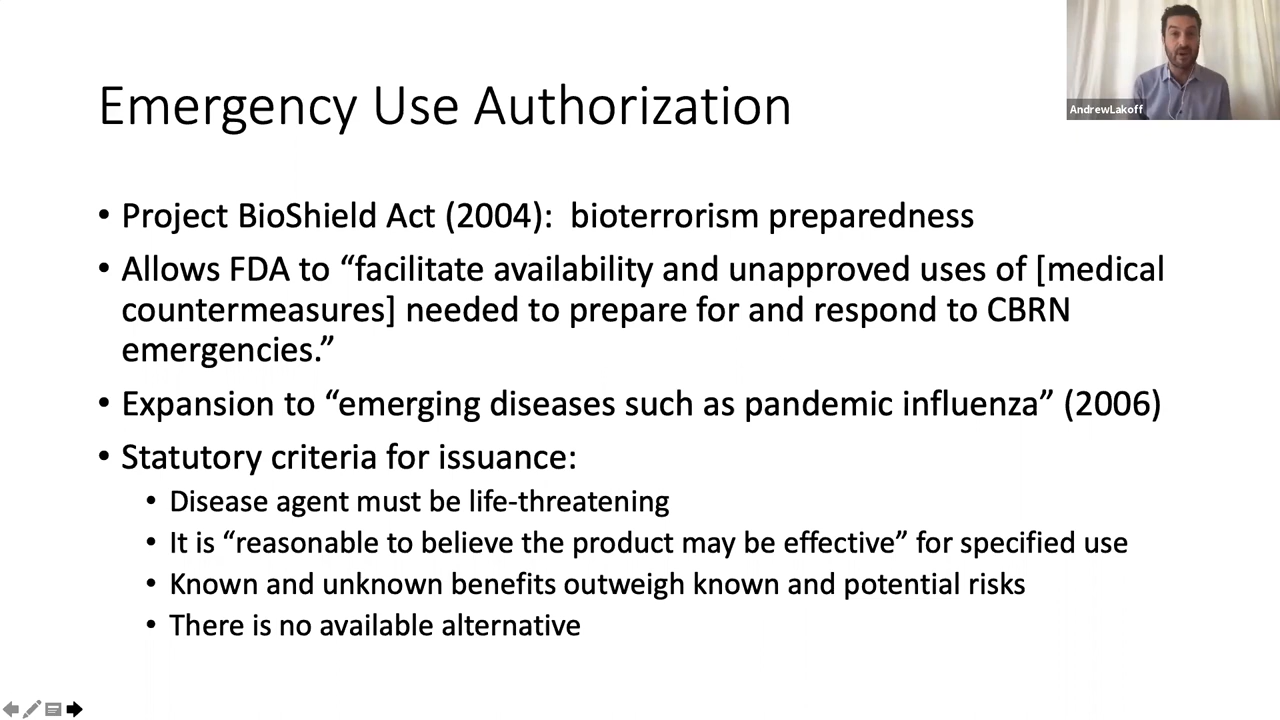 AndrewLakoff
Emergency Use Authorization
• Project BioShield Act (2004):  bioterrorism preparedness
• Allows FDA to “facilitate availability and unapproved uses of [medical
countermeasures] needed to prepare for and respond to CBRN
emergencies.”
• Expansion to “emerging diseases such as pandemic influenza” (2006)
• Statutory criteria for issuance:
• Disease agent must be life-threatening
• It is “reasonable to believe the product may be effective” for specified use
• Known and unknown benefits outweigh known and potential risks
• There is no available alternative